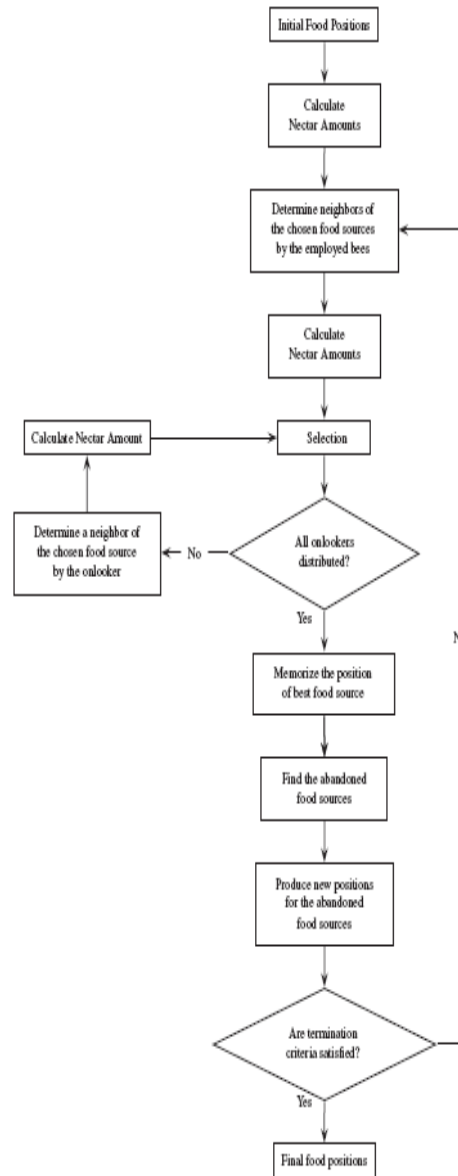 Initial Food Positions
Calculate
Nectar Amounts
Determine neighbors of
the chosen food sources
by the employed bees
Calculate
Nectar Amounts
Calculate Nectar Amount
Selection
Determine a neighbor of
the chosen food source
by the onlooker
No
All onlookers
distributed?
Yes
N
Memorize the position
of best food source
Find the abandoned
food sources
Produce new positions
for the abandoned
food sources
Are termination
criteria satisfied?
Yes
Final food positions